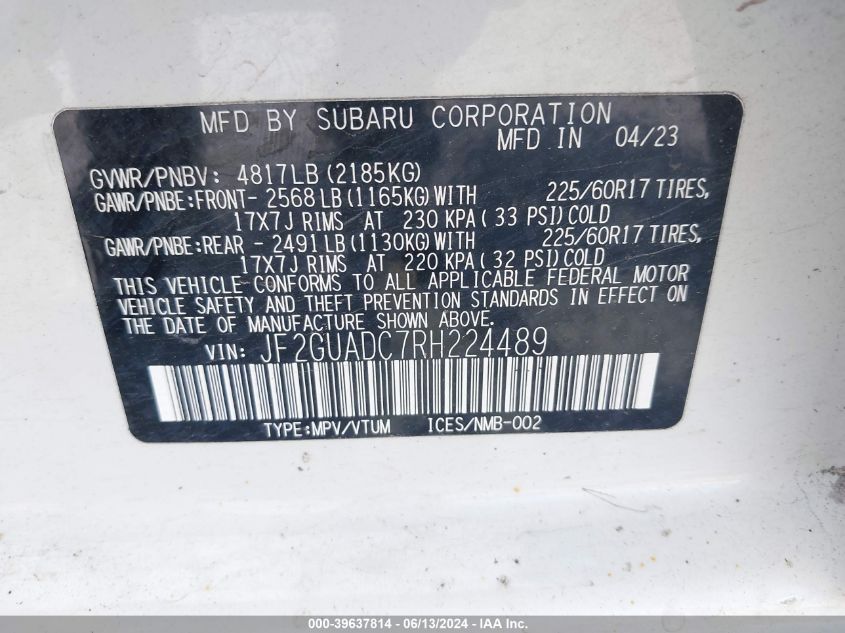 MFD BY SUBARU CORPORATION
MFD IN 04/23
GVWR/PNBV: 4817LB (2185KG)
GAWR/PNBE:FRONT- 2568 LB (1165KG) WITH 225/60R17 TIRES,
17X7J RIMS AT 230 KPA ( 33 PSI) COLD
GAWR/PNBE:REAR - 2491 LB (1130KG) WITH 225/60R17 TIRES,
17X7J RIMS AT 220 KPA ( 32 PSI) COLD
THIS VEHICLE CONFORMS TO ALL APPLICABLE FEDERAL MOTOR
VEHICLE SAFETY AND THEFT PREVENTION STANDARDS IN EFFECT ON
THE DATE OF MANUFACTURE SHOWN ABOVE.
VIN: JF2GUADC7RH224489
TYPE:MPV/VTUM ICES/NMB-002
000-39637814 - 06/13/2024 - IAA Inc.